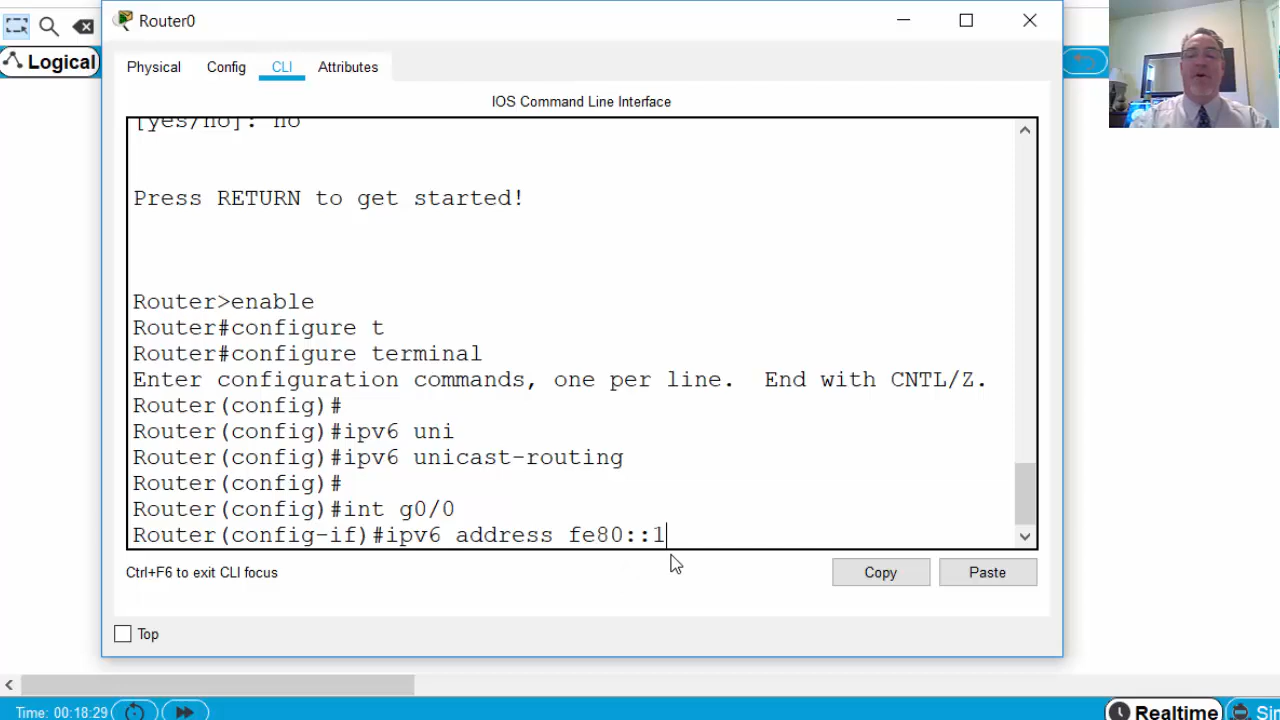 Router0
Logical
Physical
Config
CLI
Attributes
IOS Command Line Interface
[yes/no]: no
Press RETURN to get started!
Router>enable
Router#configure t
Router#configure terminal
Enter configuration commands, one per line.  End with CNTL/Z.
Router(config)#
Router(config)#ipv6 uni
Router(config)#ipv6 unicast-routing
Router(config)#
Router(config)#int g0/0
Router(config-if)#ipv6 address fe80::1
Ctrl+F6 to exit CLI focus
Copy
Paste
Top
Time: 00:18:29
Realtime